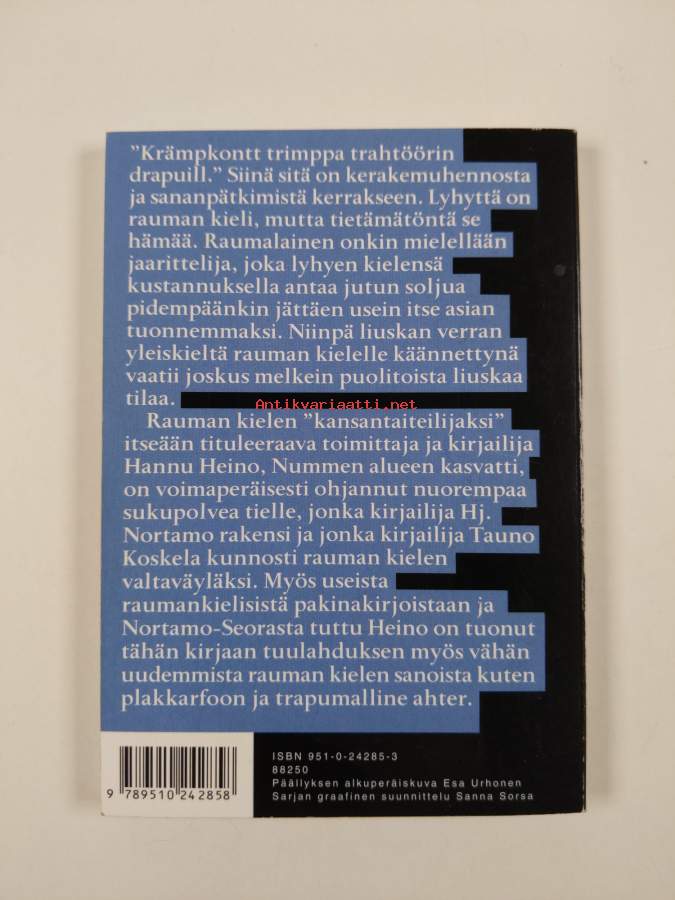 ”Krämpkontt trimppa trahtöörin
drapuill.” Siinä sitä on kerakemuhennosta
ja sananpätkimistä kerrakseen. Lyhyttä on
rauman kieli, mutta tietämätöntä se
hämää. Raumalainen onkin mielellään
jaarittelija, joka lyhyen kielensä
kustannuksella antaa jutun soljua
pidempäänkin jättäen usein itse asian
tuonnemmaksi. Niinpä liuskan verran
yleiskieltä rauman kielelle käännettynä
vaatii joskus melkein puolitoista liuskaa
tilaa.
Antikvariaatti.net
Rauman kielen ”kansantaiteilijaksi”
itseään tituleeraava toimittaja ja kirjailija
Hannu Heino, Nummen alueen kasvatti,
on voimaperäisesti ohjannut nuorempaa
sukupolvea tielle, jonka kirjailija Hj.
Nortamo rakensi ja jonka kirjailija Tauno
Koskela kunnosti rauman kielen
valtaväyläksi. Myös useista
raumankielisistä pakinakirjoistaan ja
Nortamo-Seorasta tuttu Heino on tuonut
tähän kirjaan tuulahduksen myös vähän
uudemmista rauman kielen sanoista kuten
plakkarfoon ja trapumalline ahter.
ISBN 951-0-24285-3
88250
Päällyksen alkuperäiskuva Esa Urhonen
Sarjan graafinen suunnittelu Sanna Sorsa
9 789510 242858